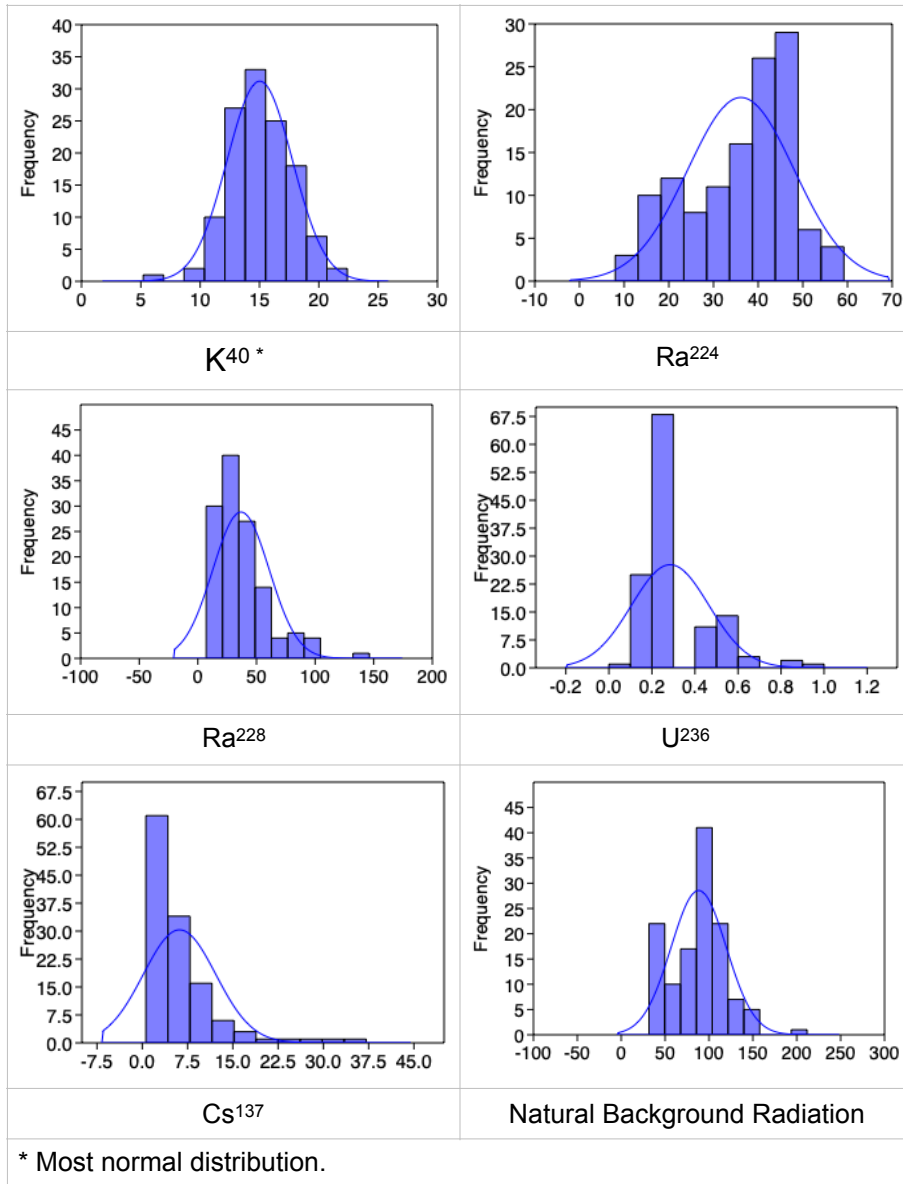 40
35
30
25
20
15
10
5
0
Frequency
0 5 10 15 20 25 30
K40 *
30
25
20
15
10
5
0
Frequency
-10 0 10 20 30 40 50 60 70
Ra224
45
40
35
30
25
20
15
10
5
0
Frequency
-100 -50 0 50 100 150 200
Ra228
67.5
60.0
52.5
45.0
37.5
30.0
22.5
15.0
7.5
0.0
Frequency
-0.2 0.0 0.2 0.4 0.6 0.8 1.0 1.2
U236
67.5
60.0
52.5
45.0
37.5
30.0
22.5
15.0
7.5
0.0
Frequency
-7.5 0.0 7.5 15.0 22.5 30.0 37.5 45.0
Cs137
45
40
35
30
25
20
15
10
5
0
Frequency
-100 -50 0 50 100 150 200 300
Natural Background Radiation
* Most normal distribution.